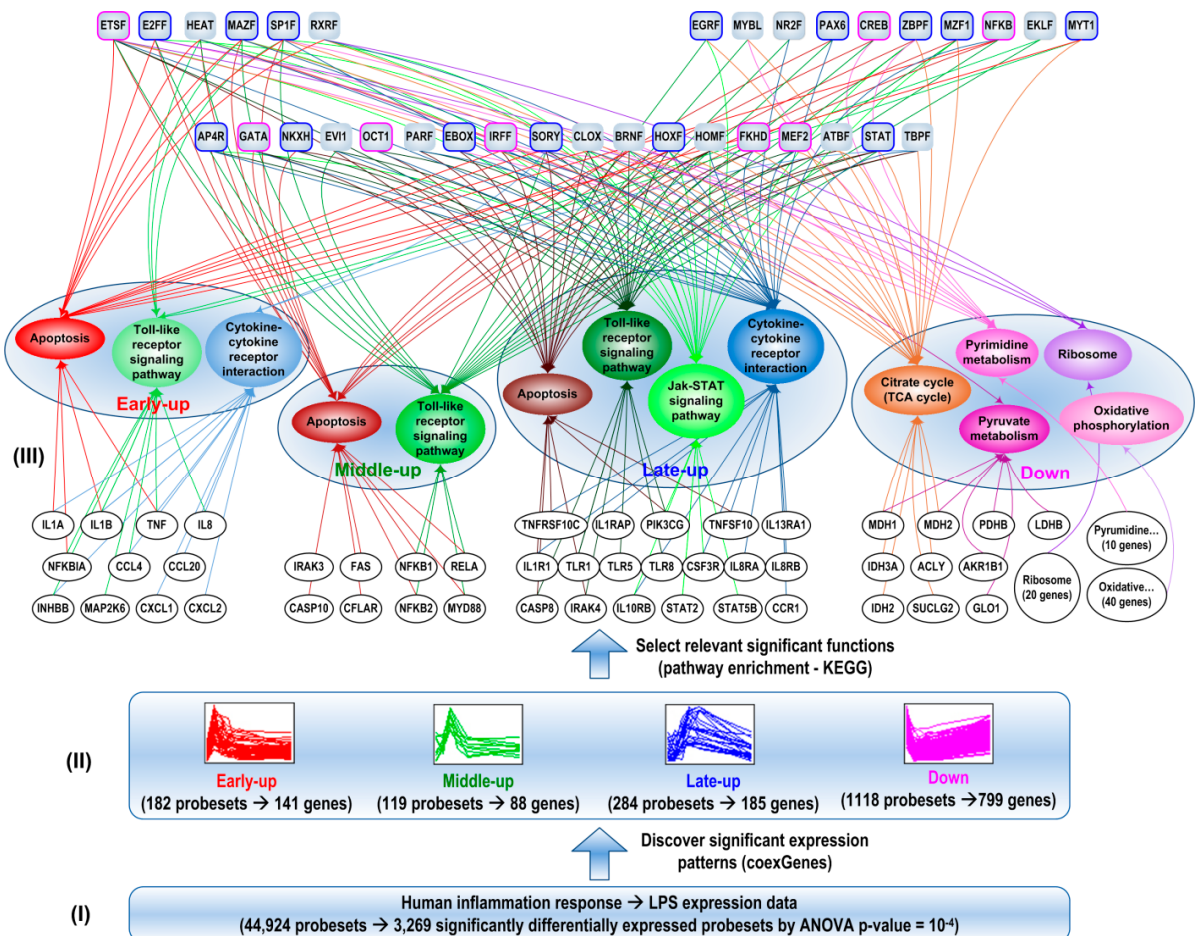 ETSF E2FF HEAT MAZF SP1F RXRF EGRF MYBL NR2F PAX6 CREB ZBPF MZF1 NFKB EKLF MYT1
AP4R GATA NKXH EVI1 OCT1 PARF EBOX IRFF SORY CLOX BRNF HOXF HOMF FKHD MEF2 ATBF STAT TBPF
Apoptosis
Toll-like
receptor
signaling
pathway
Cytokine-
cytokine
receptor
interaction
Early-up
Apoptosis
Toll-like
receptor
signaling
pathway
Middle-up
Apoptosis
Toll-like
receptor
signaling
pathway
Jak-STAT
signaling
pathway
Cytokine-
cytokine
receptor
interaction
Late-up
Citrate cycle
(TCA cycle)
Pyrimidine
metabolism
Ribosome
Pyruvate
metabolism
Oxidative
phosphorylation
Down
(III)
IL1A IL1B TNF IL8
NFKBIA CCL4 CCL20
INHBB MAP2K6 CXCL1 CXCL2
IRAK3 FAS NFKB1 RELA
CASP10 CFLAR NFKB2 MYD88
TNFRSF10C IL1RAP PIK3CG TNFSF10 IL13RA1
IL1R1 TLR1 TLR5 TLR8 CSF3R IL8RA IL8RB
CASP8 IRAK4 IL10RB STAT2 STAT5B CCR1
MDH1 MDH2 PDHB LDHB
IDH3A ACLY AKR1B1
IDH2 SUCLG2 GLO1
Pyrumidine…
(10 genes)
Ribosome
(20 genes)
Oxidative…
(40 genes)
Select relevant significant functions
(pathway enrichment - KEGG)
(II)
Early-up
(182 probesets → 141 genes)
Middle-up
(119 probesets → 88 genes)
Late-up
(284 probesets → 185 genes)
Down
(1118 probesets →799 genes)
Discover significant expression
patterns (coexGenes)
(I)
Human inflammation response → LPS expression data
(44,924 probesets → 3,269 significantly differentially expressed probesets by ANOVA p-value = 10⁻⁴)